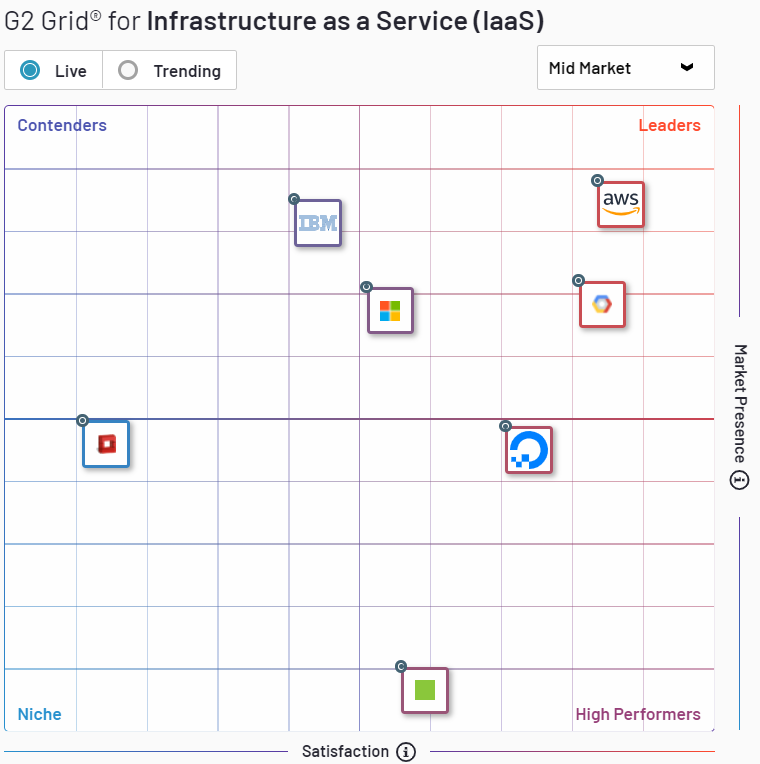 G2 Grid® for Infrastructure as a Service (IaaS)
Live
Trending
Mid Market
Contenders
Leaders
aws
IBM
Market Presence
Niche
High Performers
Satisfaction